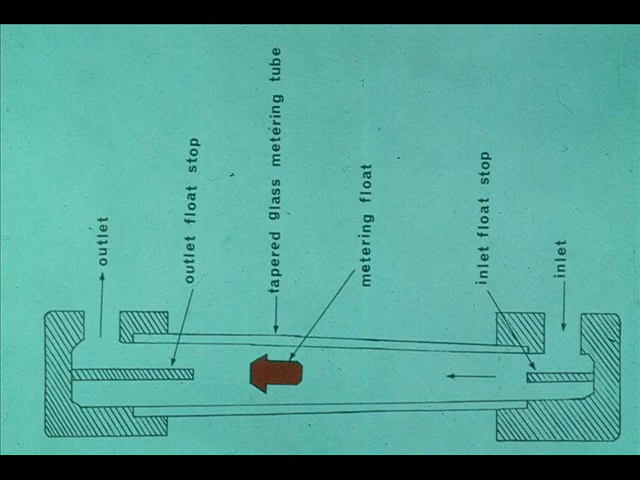 outlet
outlet float stop
tapered glass metering tube
metering float
inlet float stop
inlet